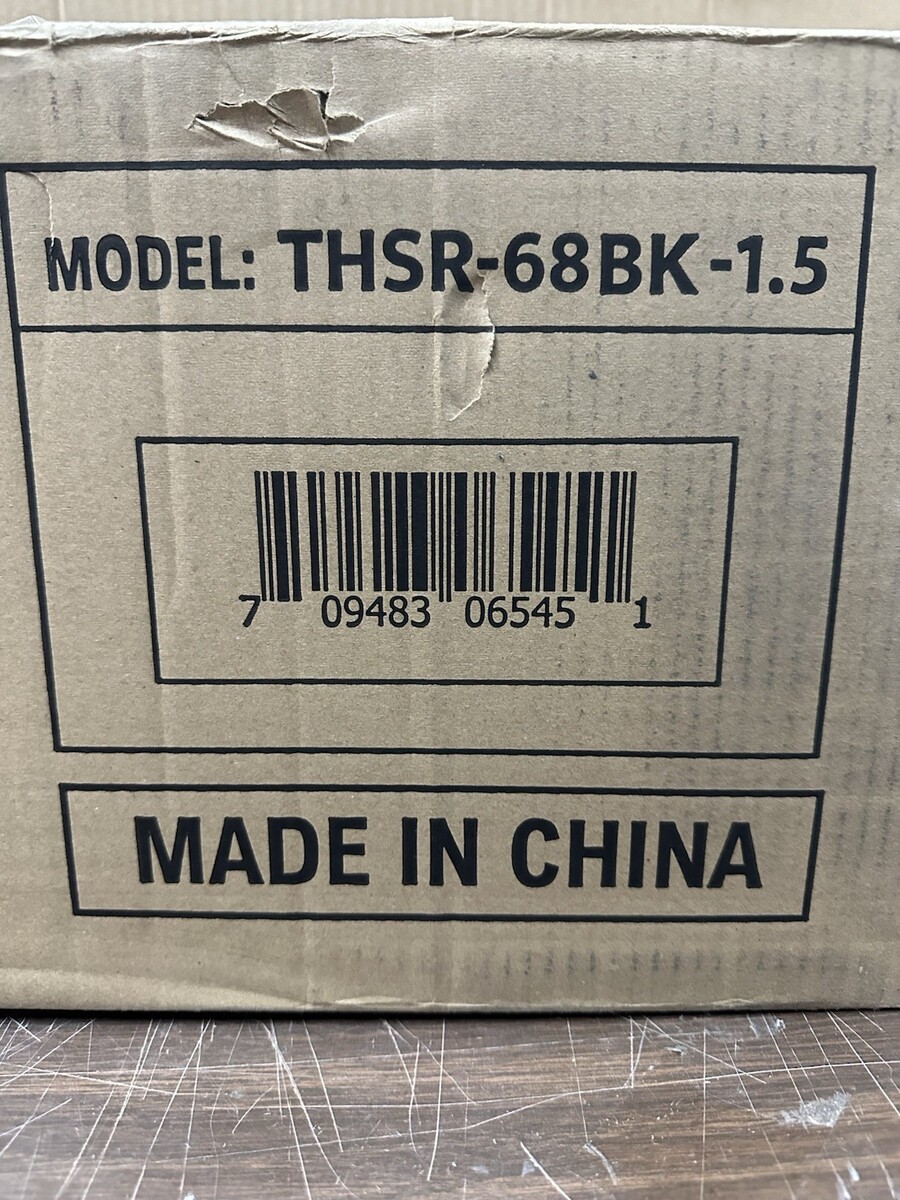 MODEL: THSR-68BK-1.5
7 09483 06545 1
MADE IN CHINA